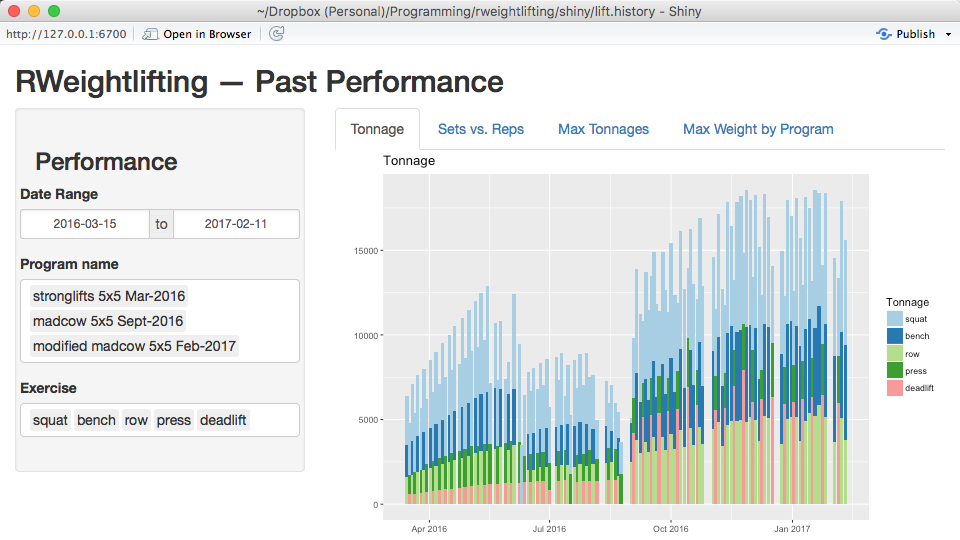 ~/Dropbox (Personal)/Programming/rweightlifting/shiny/lift.history - Shiny
http://127.0.0.1:6700 Open in Browser Publish
RWeightlifting — Past Performance
Performance
Date Range
2016-03-15 to 2017-02-11
Program name
stronglifts 5x5 Mar-2016
madcow 5x5 Sept-2016
modified madcow 5x5 Feb-2017
Exercise
squat bench row press deadlift
Tonnage Sets vs. Reps Max Tonnages Max Weight by Program
Tonnage
15000
10000
5000
0
Apr 2016 Jul 2016 Oct 2016 Jan 2017
Tonnage
squat
bench
row
press
deadlift